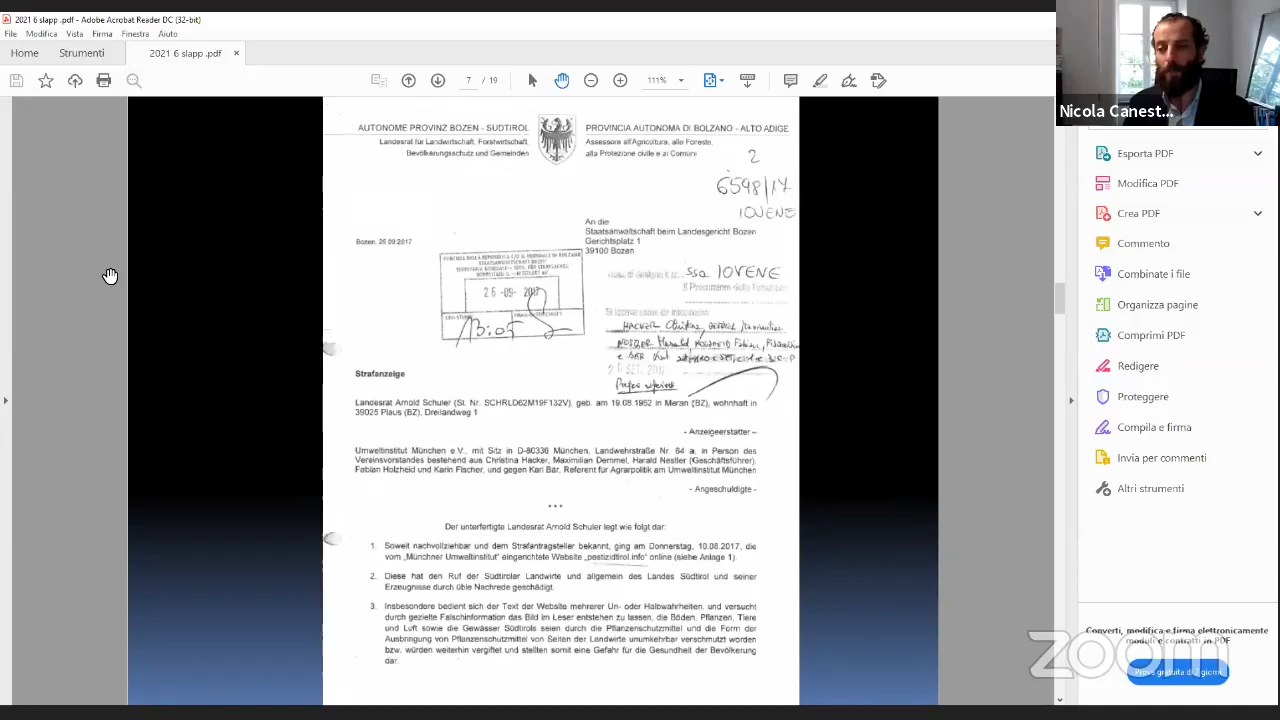 2021 6 slapp .pdf - Adobe Acrobat Reader DC (32-bit)
File Modifica Vista Firma Finestra Aiuto
Home Strumenti 2021 6 slapp .pdf ×
7 / 19 111%
Nicola Canest...
AUTONOME PROVINZ BOZEN - SÜDTIROL
Landesrat für Landwirtschaft, Forstwirtschaft,
Bevölkerungsschutz und Gemeinden
PROVINCIA AUTONOMA DI BOLZANO - ALTO ADIGE
Assessore all'Agricoltura, alle Foreste,
alla Protezione civile e ai Comuni
2
6598/17
IOVENE
An die
Staatsanwaltschaft beim Landesgericht Bozen
Gerichtsplatz 1
39100 Bozen
Bozen, 26.09.2017
26-09-2017
ssa IOVENE
Strafanzeige
Landesrat Arnold Schuler (St. Nr. SCHRLD62M19F132V), geb. am 19.08.1962 in Meran (BZ), wohnhaft in
39025 Plaus (BZ), Dreilandweg 1
- Anzeigeerstatter –
Umweltinstitut München e.V., mit Sitz in D-80336 München, Landwehrstraße Nr. 64 a, in Person des
Vereinsvorstandes bestehend aus Christina Hacker, Maximilian Demmel, Harald Nestler (Geschäftsführer),
Fabian Holzheid und Karin Fischer, und gegen Karl Bär, Referent für Agrarpolitik am Umweltinstitut München
- Angeschuldigte -
* * *
Der unterfertigte Landesrat Arnold Schuler legt wie folgt dar:
1. Soweit nachvollziehbar und dem Strafantragsteller bekannt, ging am Donnerstag, 10.08.2017, die
vom „Münchner Umweltinstitut“ eingerichtete Website „pestizidtirol.info“ online (siehe Anlage 1).
2. Diese hat den Ruf der Südtiroler Landwirte und allgemein des Landes Südtirol und seiner
Erzeugnisse durch üble Nachrede geschädigt.
3. Insbesondere bedient sich der Text der Website mehrerer Un- oder Halbwahrheiten, und versucht
durch gezielte Falschinformation das Bild im Leser entstehen zu lassen, die Böden, Pflanzen, Tiere
und Luft sowie die Gewässer Südtirols seien durch die Pflanzenschutzmittel und die Form der
Ausbringung von Pflanzenschutzmittel von Seiten der Landwirte unumkehrbar verschmutzt worden
bzw. würden weiterhin vergiftet und stellten somit eine Gefahr für die Gesundheit der Bevölkerung
dar.
Esporta PDF
Modifica PDF
Crea PDF
Commento
Combinate i file
Organizza pagine
Comprimi PDF
Redigere
Proteggere
Compila e firma
Invia per commenti
Altri strumenti
Converti, modifica e firma elettronicamente
moduli e contratti in PDF
Prova gratuita di 7 giorni
zoom